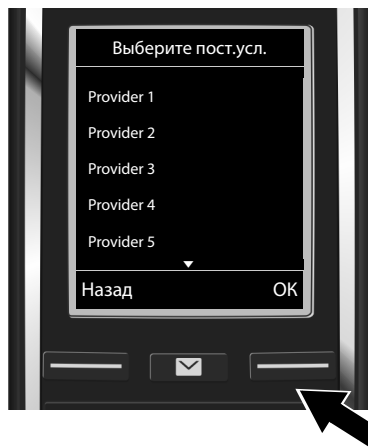 Выберите пост.усл.
Provider 1
Provider 2
Provider 3
Provider 4
Provider 5
Назад OK